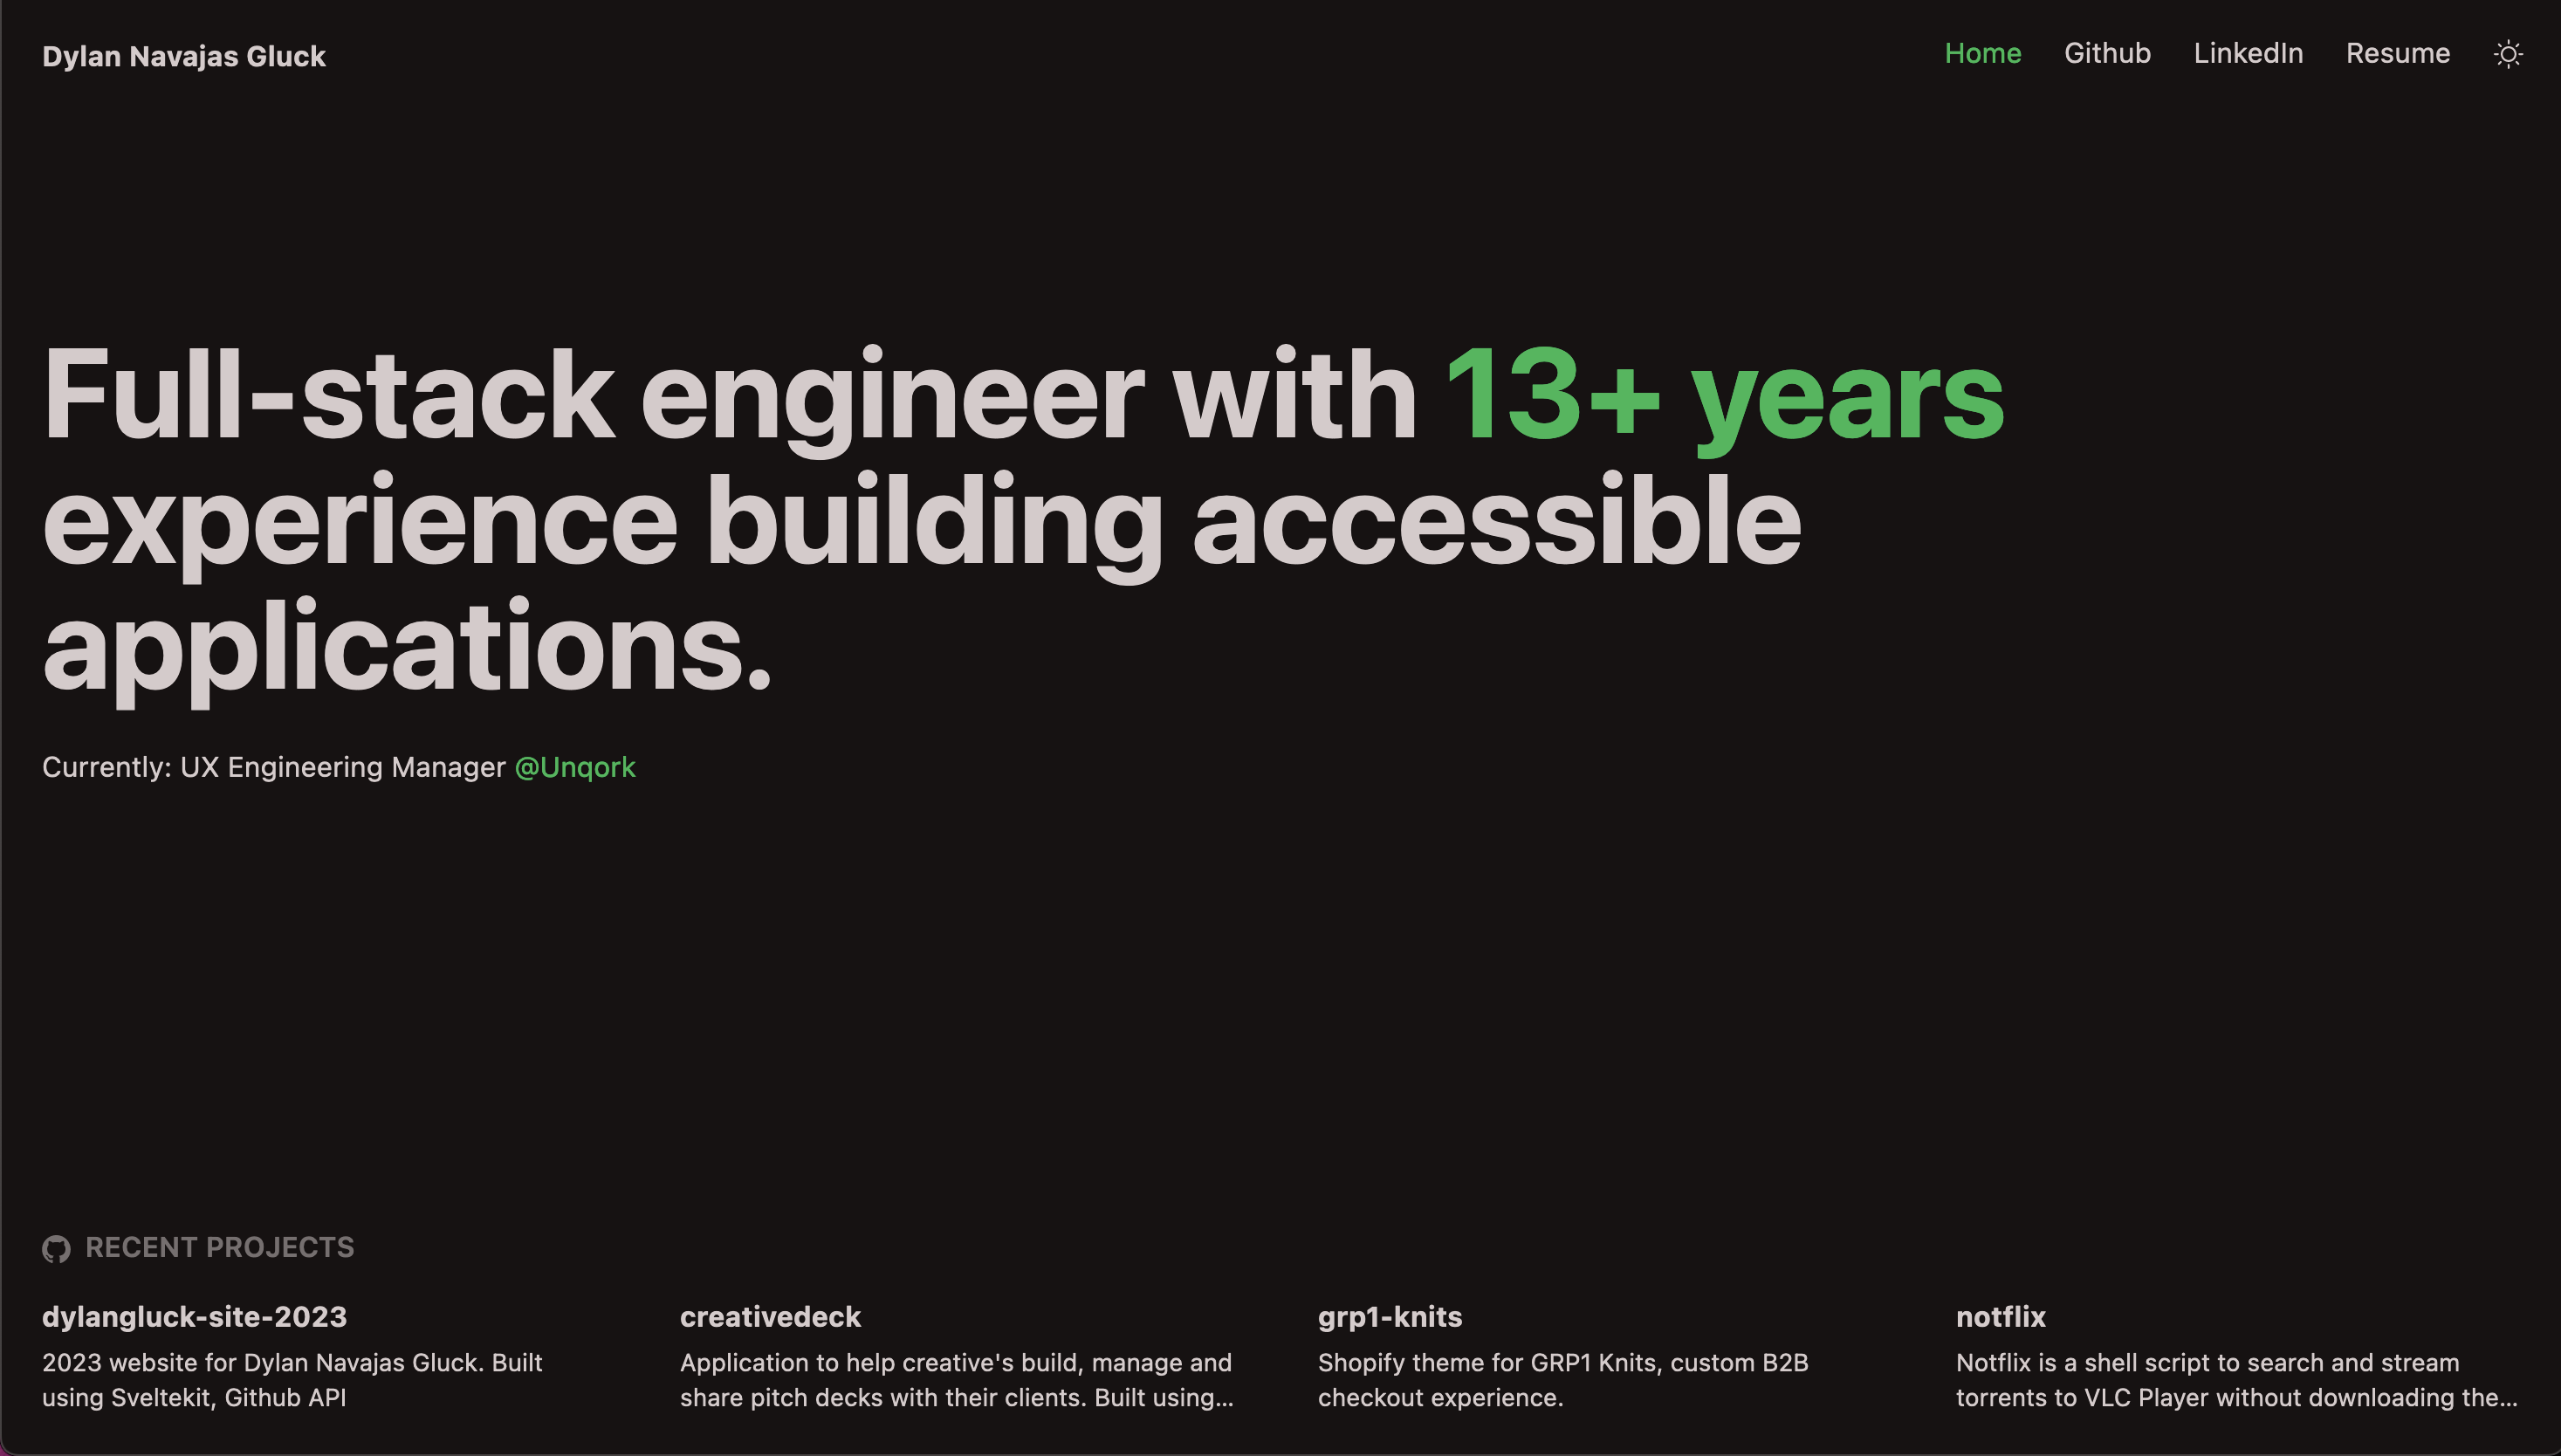 Dylan Navajas Gluck
Home Github LinkedIn Resume
Full-stack engineer with 13+ years
experience building accessible
applications.
Currently: UX Engineering Manager @Unqork
RECENT PROJECTS
dylangluck-site-2023
2023 website for Dylan Navajas Gluck. Built
using Sveltekit, Github API
creativedeck
Application to help creative's build, manage and
share pitch decks with their clients. Built using...
grp1-knits
Shopify theme for GRP1 Knits, custom B2B
checkout experience.
notflix
Notflix is a shell script to search and stream
torrents to VLC Player without downloading the...